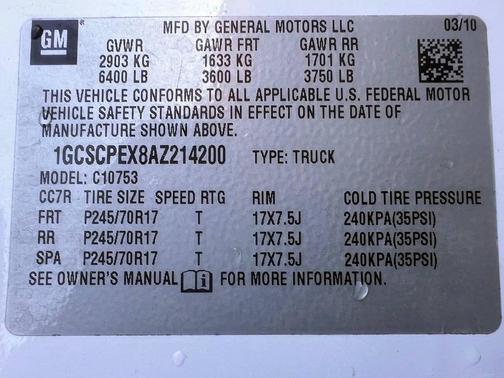 GM MFD BY GENERAL MOTORS LLC 03/10
GVWR GAWR FRT GAWR RR
2903 KG 1633 KG 1701 KG
6400 LB 3600 LB 3750 LB
THIS VEHICLE CONFORMS TO ALL APPLICABLE U.S. FEDERAL MOTOR
VEHICLE SAFETY STANDARDS IN EFFECT ON THE DATE OF
MANUFACTURE SHOWN ABOVE.
1GCSCPEX8AZ214200 TYPE: TRUCK
MODEL: C10753
CC7R TIRE SIZE SPEED RTG RIM COLD TIRE PRESSURE
FRT P245/70R17 T 17X7.5J 240KPA(35PSI)
RR P245/70R17 T 17X7.5J 240KPA(35PSI)
SPA P245/70R17 T 17X7.5J 240KPA(35PSI)
SEE OWNER'S MANUAL i FOR MORE INFORMATION.